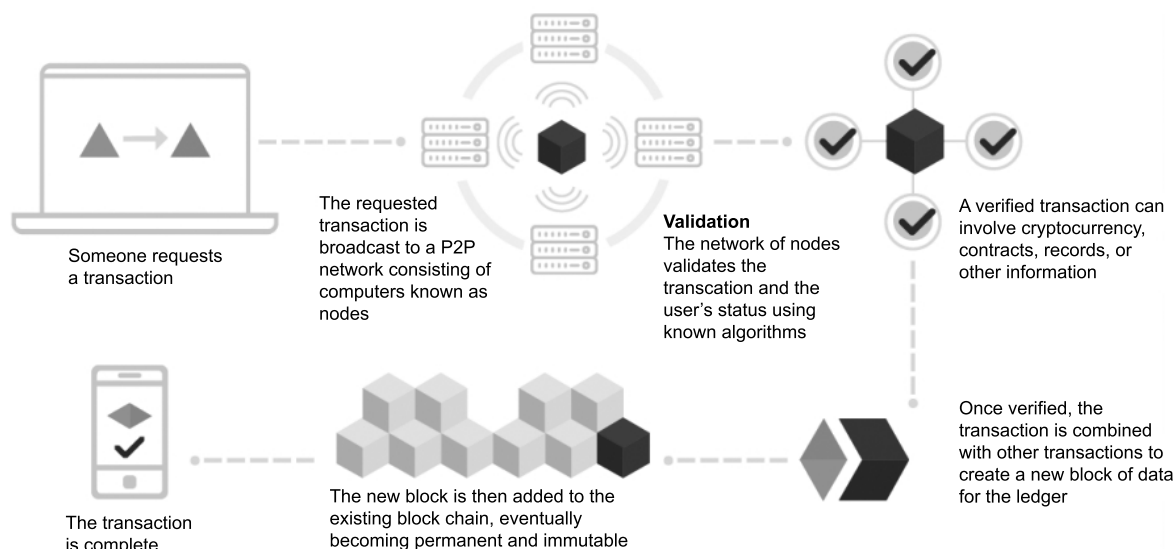 Someone requests
a transaction
The requested
transaction is
broadcast to a P2P
network consisting of
computers known as
nodes
Validation
The network of nodes
validates the
transcation and the
user's status using
known algorithms
A verified transaction can
involve cryptocurrency,
contracts, records, or
other information
Once verified, the
transaction is combined
with other transactions to
create a new block of data
for the ledger
The new block is then added to the
existing block chain, eventually
becoming permanent and immutable
The transaction
is complete